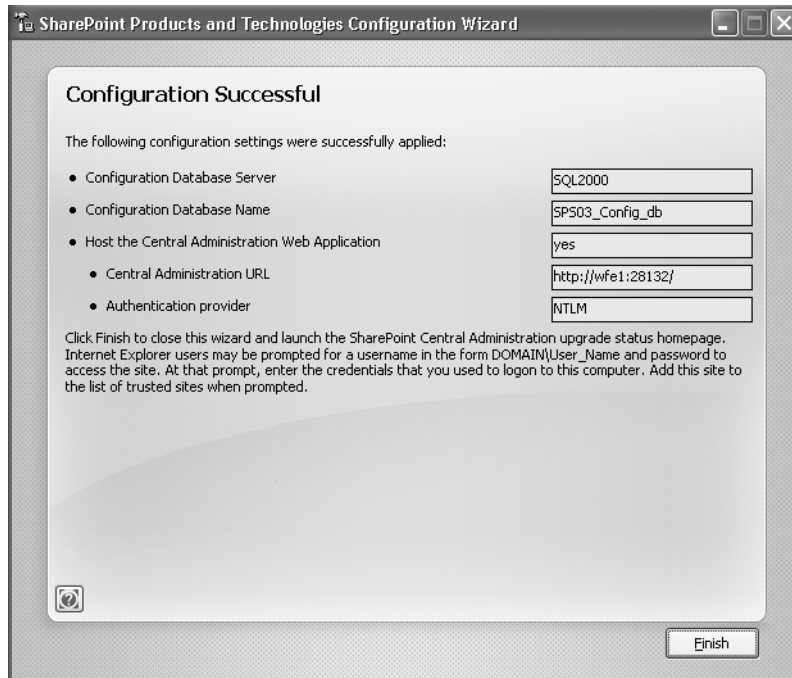 SharePoint Products and Technologies Configuration Wizard
Configuration Successful
The following configuration settings were successfully applied:
• Configuration Database Server SQL2000
• Configuration Database Name SPS03_Config_db
• Host the Central Administration Web Application yes
• Central Administration URL http://wfe1:28132/
• Authentication provider NTLM
Click Finish to close this wizard and launch the SharePoint Central Administration upgrade status homepage.
Internet Explorer users may be prompted for a username in the form DOMAIN\User_Name and password to
access the site. At that prompt, enter the credentials that you used to logon to this computer. Add this site to
the list of trusted sites when prompted.
Finish